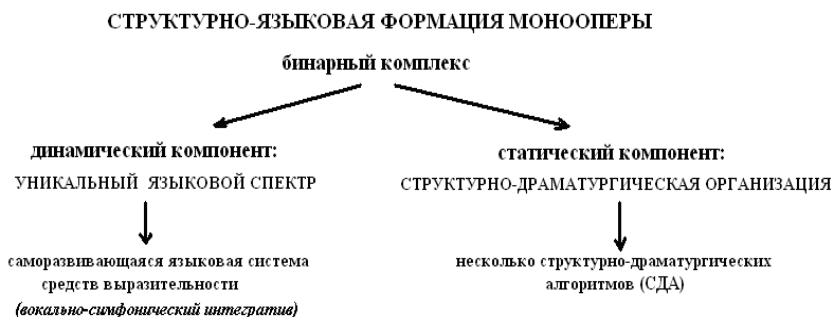 СТРУКТУРНО-ЯЗЫКОВАЯ ФОРМАЦИЯ МОНООПЕРЫ
бинарный комплекс
динамический компонент:
УНИКАЛЬНЫЙ ЯЗЫКОВОЙ СПЕКТР
саморазвивающаяся языковая система
средств выразительности
(вокально-симфонический интегратив)
статический компонент:
СТРУКТУРНО-ДРАМАТУРГИЧЕСКАЯ ОРГАНИЗАЦИЯ
несколько структурно-драматургических
алгоритмов (СДА)